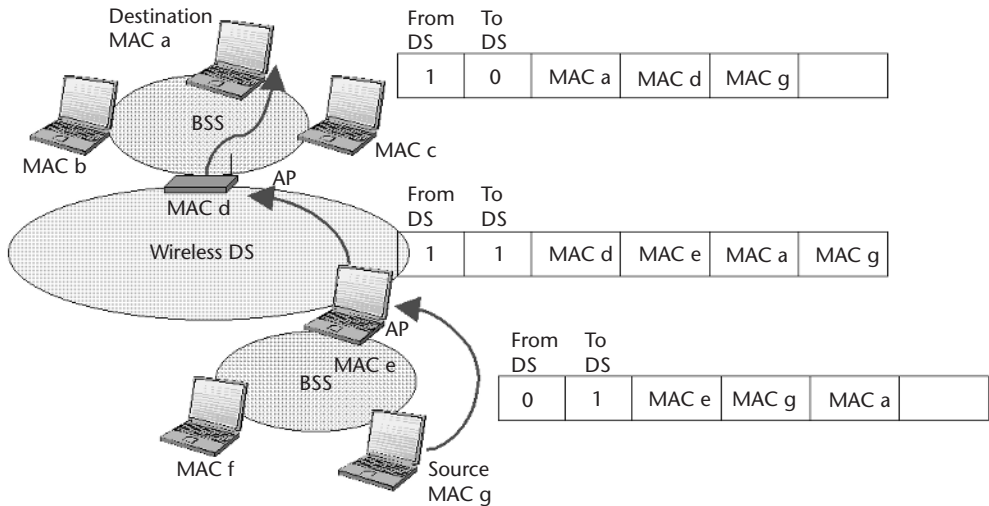 Destination
MAC a
From To
DS DS
1 0 MAC a MAC d MAC g
BSS
MAC b
MAC c
AP
MAC d
From To
DS DS
Wireless DS
1 1 MAC d MAC e MAC a MAC g
AP
MAC e
From To
DS DS
BSS
0 1 MAC e MAC g MAC a
MAC f
Source
MAC g